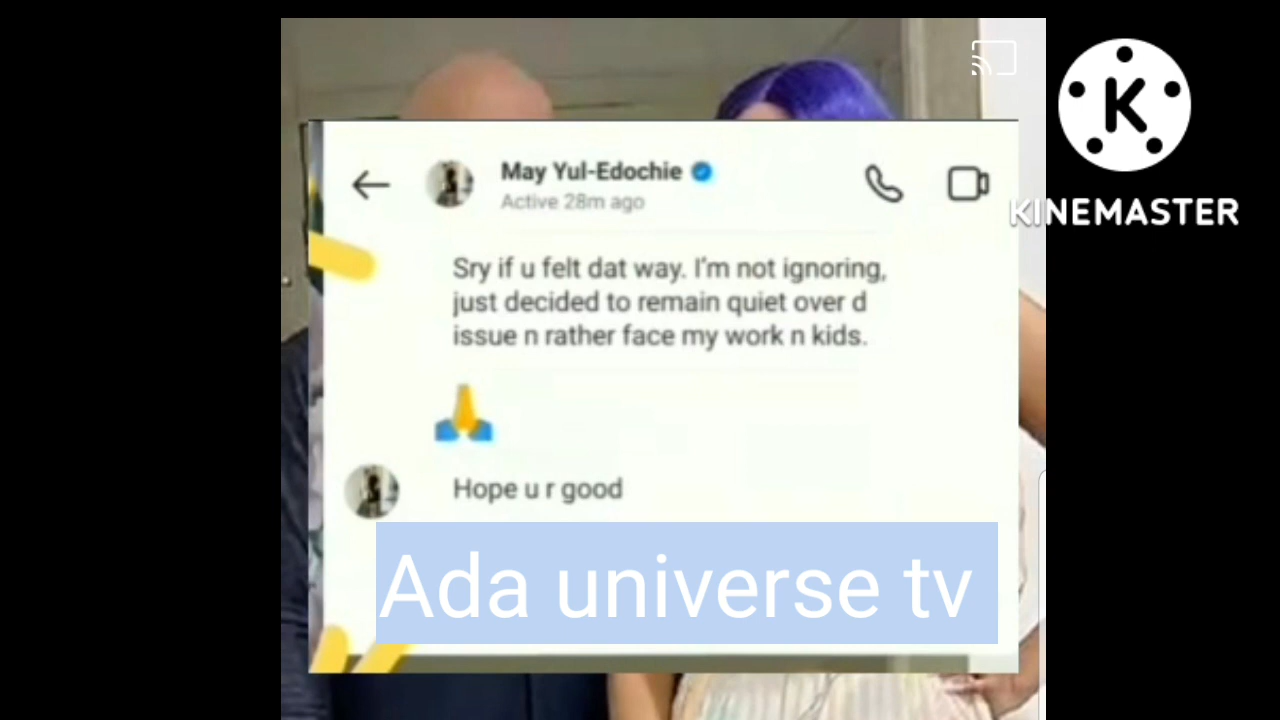 May Yul-Edochie
Active 28m ago
KINEMASTER
Sry if u felt dat way. I'm not ignoring,
just decided to remain quiet over d
issue n rather face my work n kids.
Hope u r good
Ada universe tv